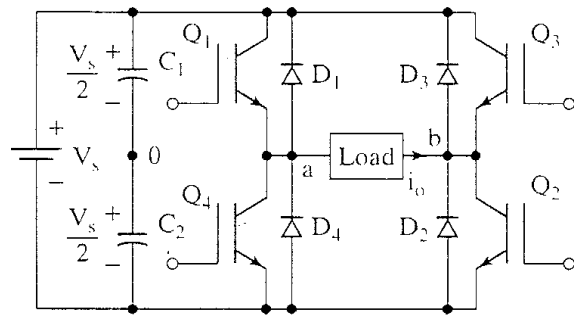 Q₁
Q₃
+
Vₛ/2
C₁
D₁
D₃
−
+
Vₛ
−
0
a
Load
b
iₒ
Q₄
Q₂
+
Vₛ/2
C₂
D₄
D₂
−